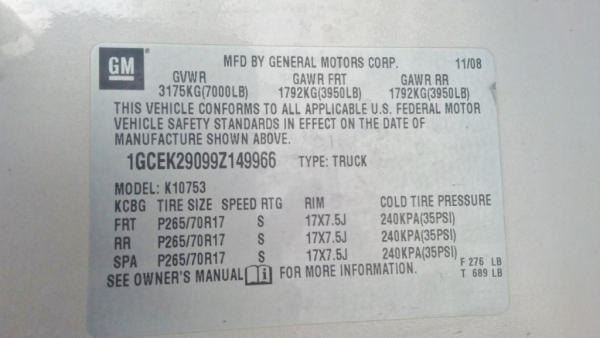 GM
MFD BY GENERAL MOTORS CORP. 11/08
GVWR GAWR FRT GAWR RR
3175KG(7000LB) 1792KG(3950LB) 1792KG(3950LB)
THIS VEHICLE CONFORMS TO ALL APPLICABLE U.S. FEDERAL MOTOR
VEHICLE SAFETY STANDARDS IN EFFECT ON THE DATE OF
MANUFACTURE SHOWN ABOVE.
1GCEK29099Z149966 TYPE: TRUCK
MODEL: K10753
KCBG TIRE SIZE SPEED RTG RIM COLD TIRE PRESSURE
FRT P265/70R17 S 17X7.5J 240KPA(35PSI)
RR P265/70R17 S 17X7.5J 240KPA(35PSI)
SPA P265/70R17 S 17X7.5J 240KPA(35PSI)
F 276 LB
SEE OWNER'S MANUAL FOR MORE INFORMATION. T 689 LB